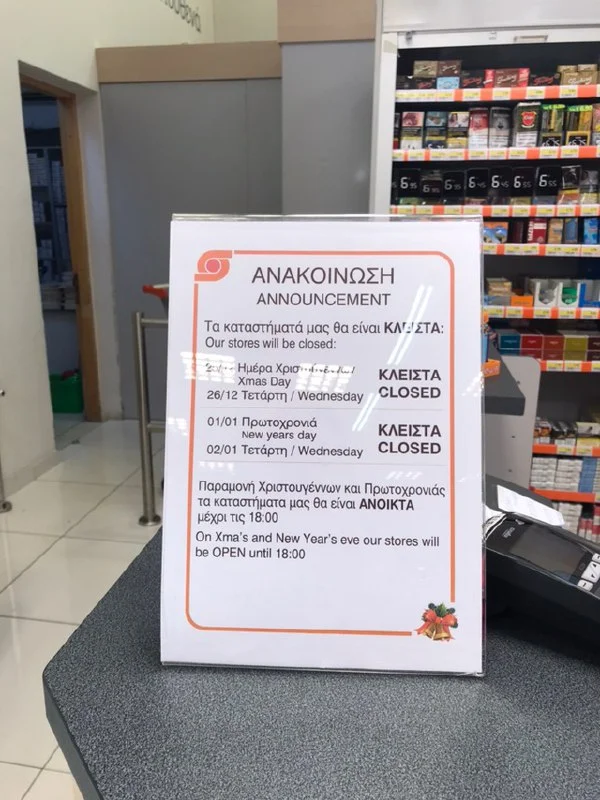 ΑΝΑΚΟΙΝΩΣΗ
ANNOUNCEMENT
Τα καταστήματά μας θα είναι ΚΛΕΙΣΤΑ:
Our stores will be closed:
Ημέρα Χριστουγέννων
Xmas Day
26/12 Τετάρτη / Wednesday
ΚΛΕΙΣΤΑ
CLOSED
01/01 Πρωτοχρονιά
New years day
02/01 Τετάρτη / Wednesday
ΚΛΕΙΣΤΑ
CLOSED
Παραμονή Χριστουγέννων και Πρωτοχρονιάς
τα καταστήματα μας θα είναι ΑΝΟΙΚΤΑ
μέχρι τις 18:00
On Xma's and New Year's eve our stores will
be OPEN until 18:00